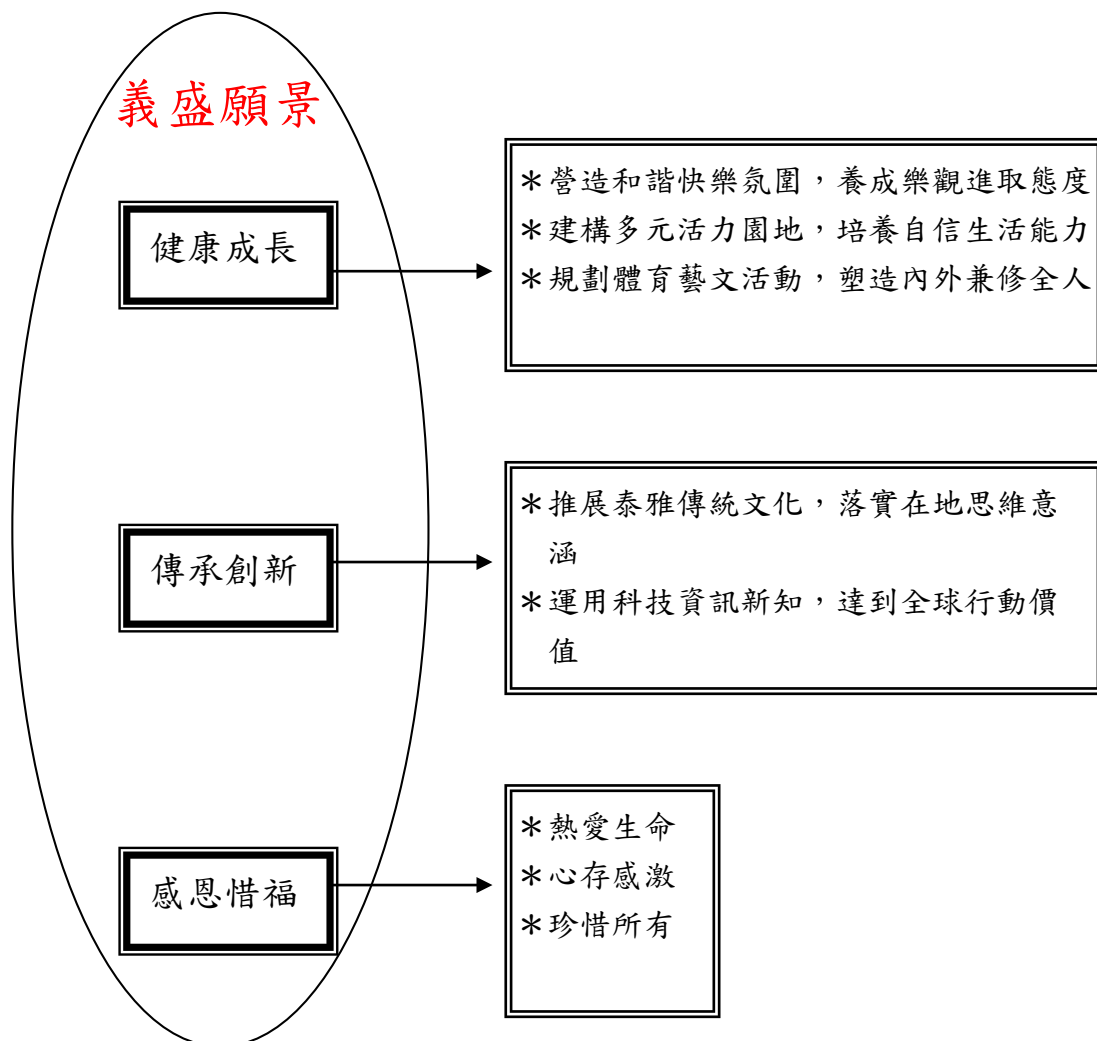 義盛願景
健康成長
＊營造和諧快樂氛圍，養成樂觀進取態度
＊建構多元活力園地，培養自信生活能力
＊規劃體育藝文活動，塑造內外兼修全人
傳承創新
＊推展泰雅傳統文化，落實在地思維意
涵
＊運用科技資訊新知，達到全球行動價
值
感恩惜福
＊熱愛生命
＊心存感激
＊珍惜所有